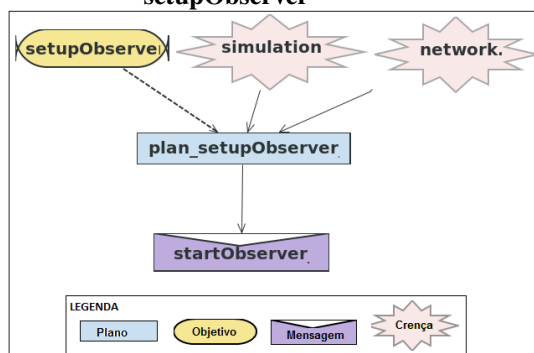 setupObserver
setupObserve
simulation
network.
plan_setupObserver.
startObserver.
LEGENDA
Plano
Objetivo
Mensagem
Crença